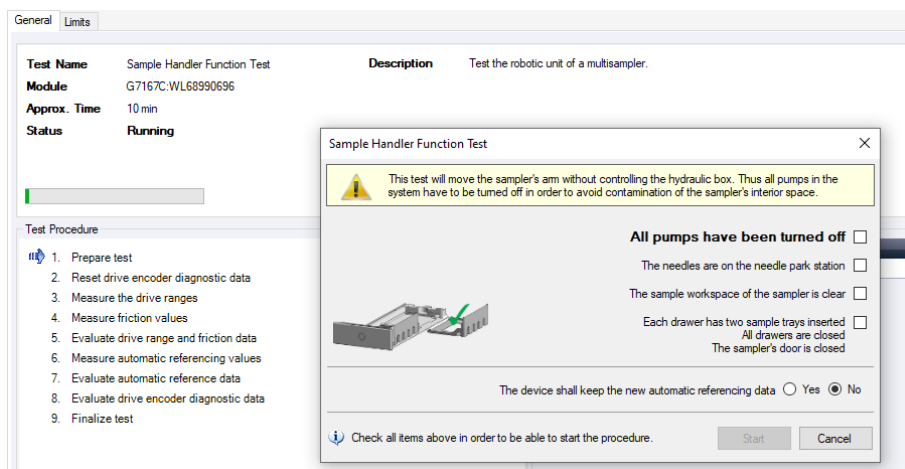 General
Limits
Test Name
Sample Handler Function Test
Description
Test the robotic unit of a multisampler.
Module
G7167C:WL68990696
Approx. Time
10 min
Status
Running
Sample Handler Function Test
This test will move the sampler's arm without controlling the hydraulic box. Thus all pumps in the
system have to be turned off in order to avoid contamination of the sampler's interior space.
All pumps have been turned off
The needles are on the needle park station
The sample workspace of the sampler is clear
Each drawer has two sample trays inserted
All drawers are closed
The sampler's door is closed
The device shall keep the new automatic referencing data
Yes
No
Check all items above in order to be able to start the procedure.
Start
Cancel
Test Procedure
1. Prepare test
2. Reset drive encoder diagnostic data
3. Measure the drive ranges
4. Measure friction values
5. Evaluate drive range and friction data
6. Measure automatic referencing values
7. Evaluate automatic reference data
8. Evaluate drive encoder diagnostic data
9. Finalize test